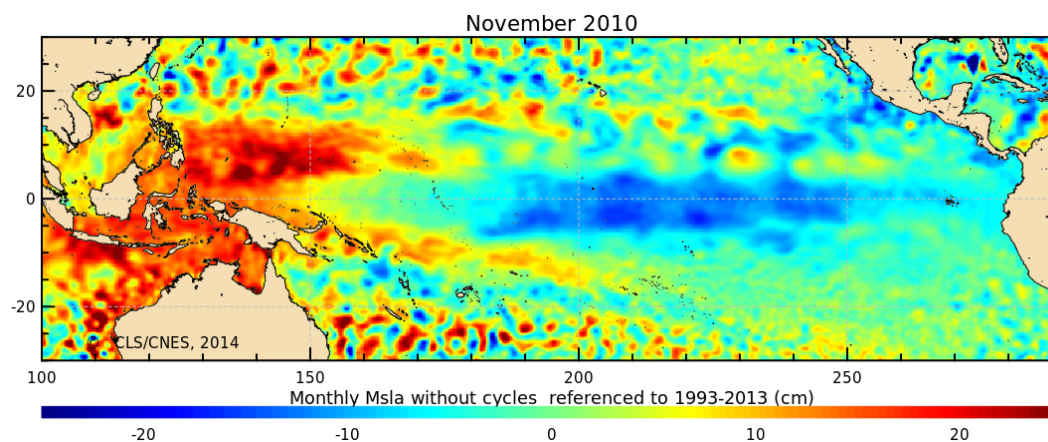 November 2010
20
0
-20
CLS/CNES, 2014
100 150 200 250
Monthly Msla without cycles referenced to 1993-2013 (cm)
-20 -10 0 10 20